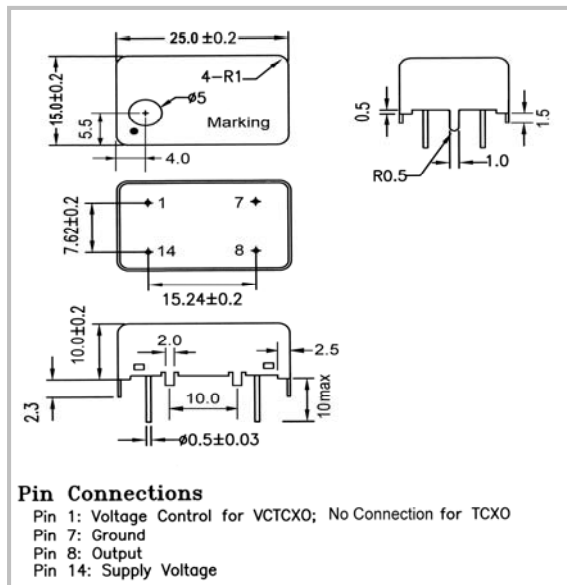 25.0±0.2
4-R1
15.0±0.2
ø5
5.5
Marking
4.0
0.5
1.5
R0.5
1.0
1
7
7.62±0.2
14
8
15.24±0.2
10.0±0.2
2.0
2.5
2.3
10.0
10max
ø0.5±0.03
Pin Connections
Pin 1: Voltage Control for VCTCXO; No Connection for TCXO
Pin 7: Ground
Pin 8: Output
Pin 14: Supply Voltage